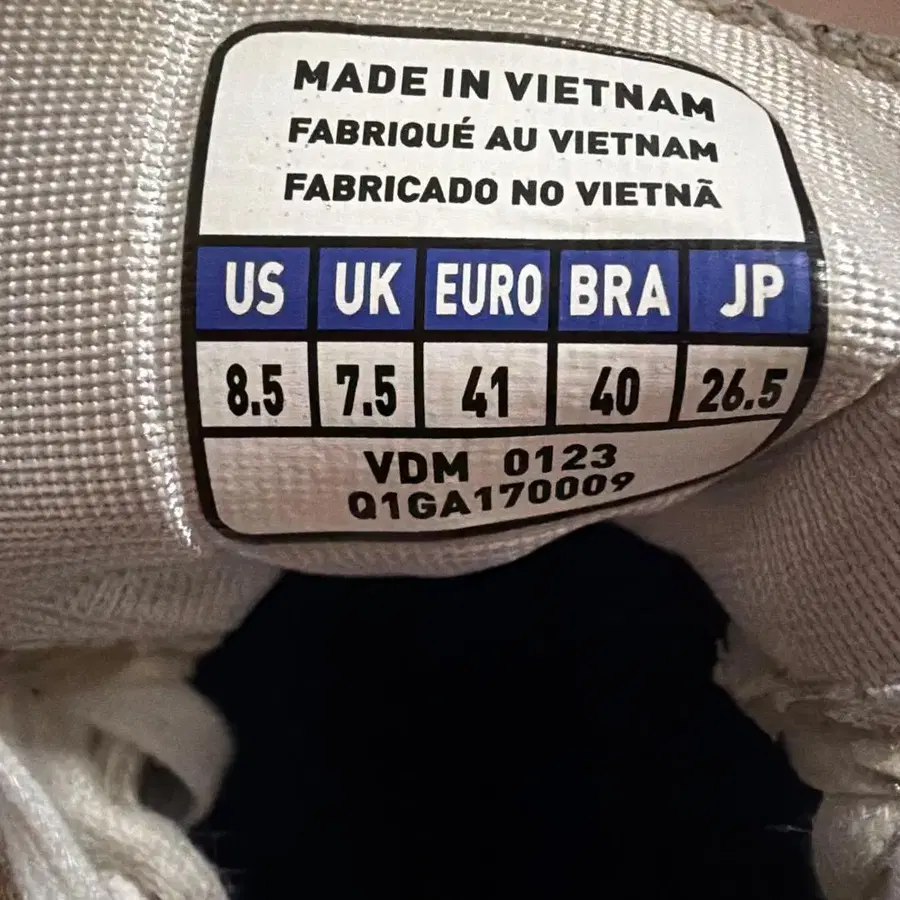 MADE IN VIETNAM
FABRIQUÉ AU VIETNAM
FABRICADO NO VIETNÃ
US UK EURO BRA JP
8.5 7.5 41 40 26.5
VDM 0123
Q1GA170009